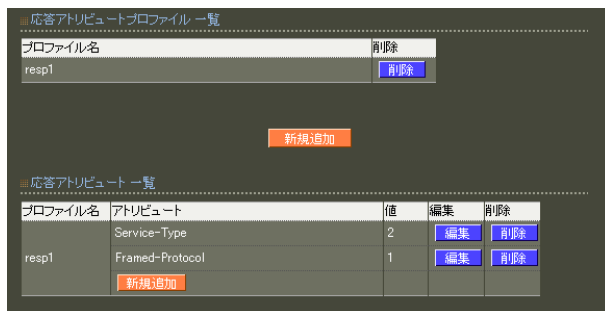 応答アトリビュートプロファイル 一覧
プロファイル名 削除
resp1 削除
新規追加
応答アトリビュート 一覧
プロファイル名 アトリビュート 値 編集 削除
Service-Type 2 編集 削除
resp1 Framed-Protocol 1 編集 削除
新規追加